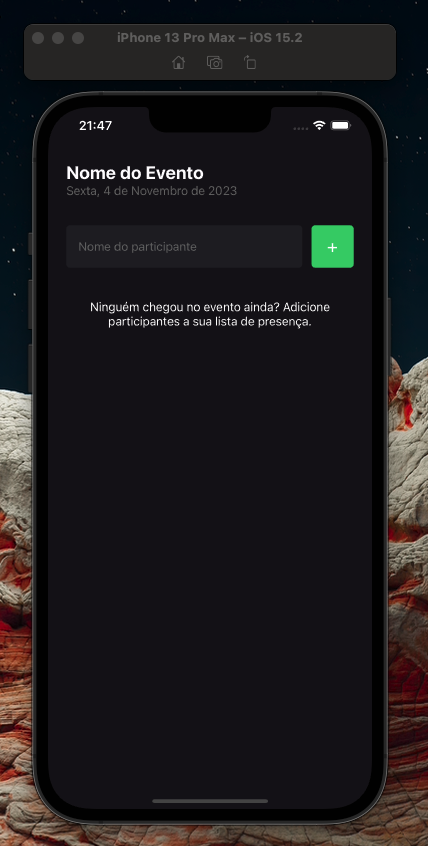 iPhone 13 Pro Max – iOS 15.2
21:47
Nome do Evento
Sexta, 4 de Novembro de 2023
Nome do participante
+
Ninguém chegou no evento ainda? Adicione
participantes a sua lista de presença.